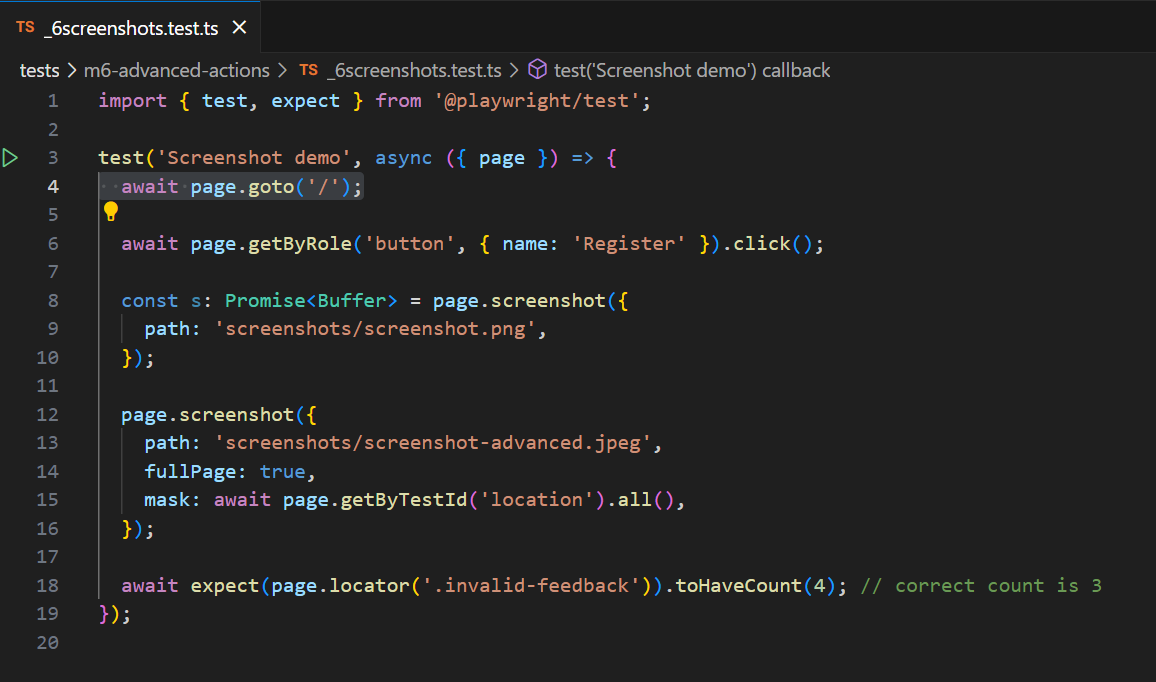 TS _6screenshots.test.ts ×
tests > m6-advanced-actions > TS _6screenshots.test.ts > test('Screenshot demo') callback
1 import { test, expect } from '@playwright/test';
2
3 test('Screenshot demo', async ({ page }) => {
4 await page.goto('/');
5
6 await page.getByRole('button', { name: 'Register' }).click();
7
8 const s: Promise<Buffer> = page.screenshot({
9 path: 'screenshots/screenshot.png',
10 });
11
12 page.screenshot({
13 path: 'screenshots/screenshot-advanced.jpeg',
14 fullPage: true,
15 mask: await page.getByTestId('location').all(),
16 });
17
18 await expect(page.locator('.invalid-feedback')).toHaveCount(4); // correct count is 3
19 });
20